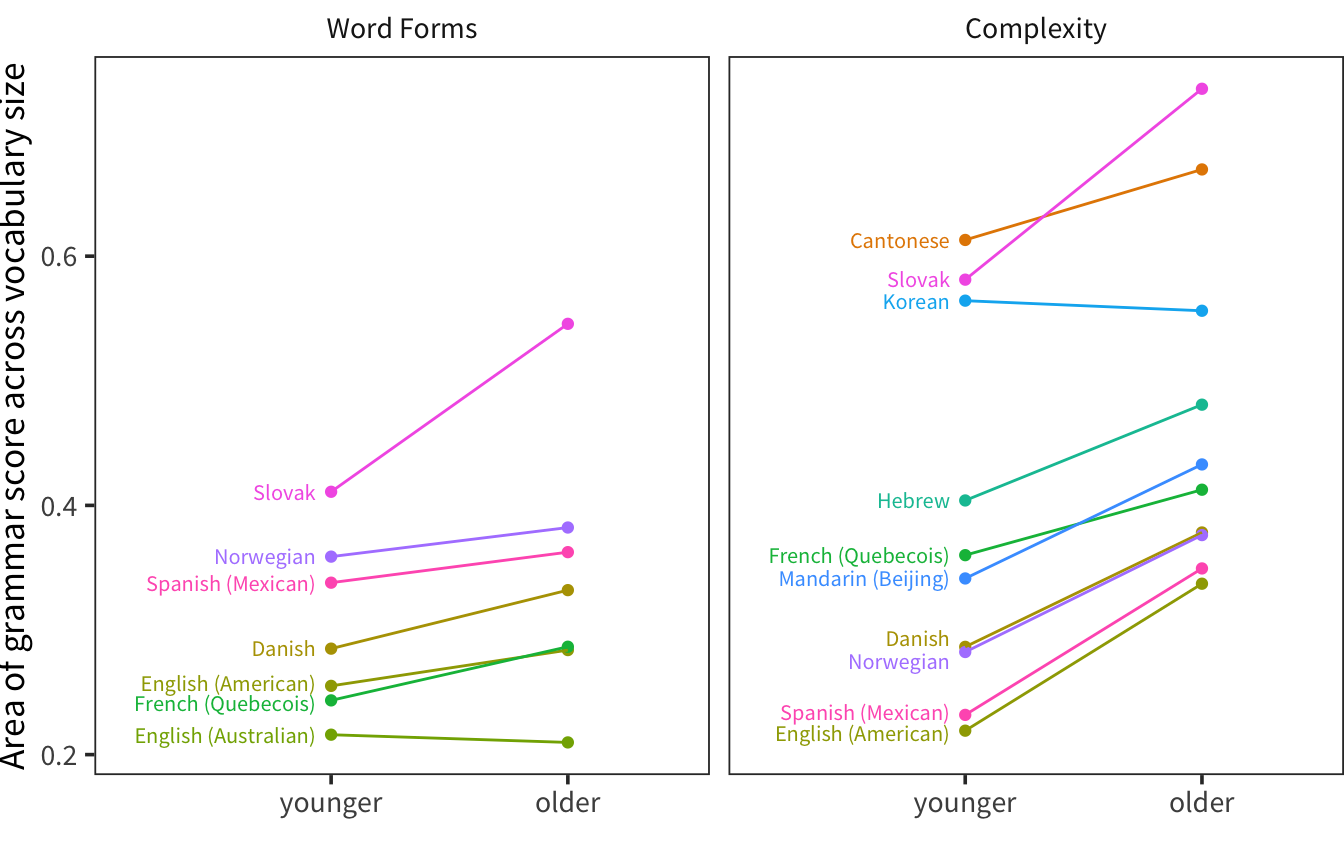 Word Forms
Complexity
Area of grammar score across vocabulary size
0.6
0.4
0.2
Slovak
Norwegian
Spanish (Mexican)
Danish
English (American)
French (Quebecois)
English (Australian)
younger
older
Cantonese
Slovak
Korean
Hebrew
French (Quebecois)
Mandarin (Beijing)
Danish
Norwegian
Spanish (Mexican)
English (American)
younger
older